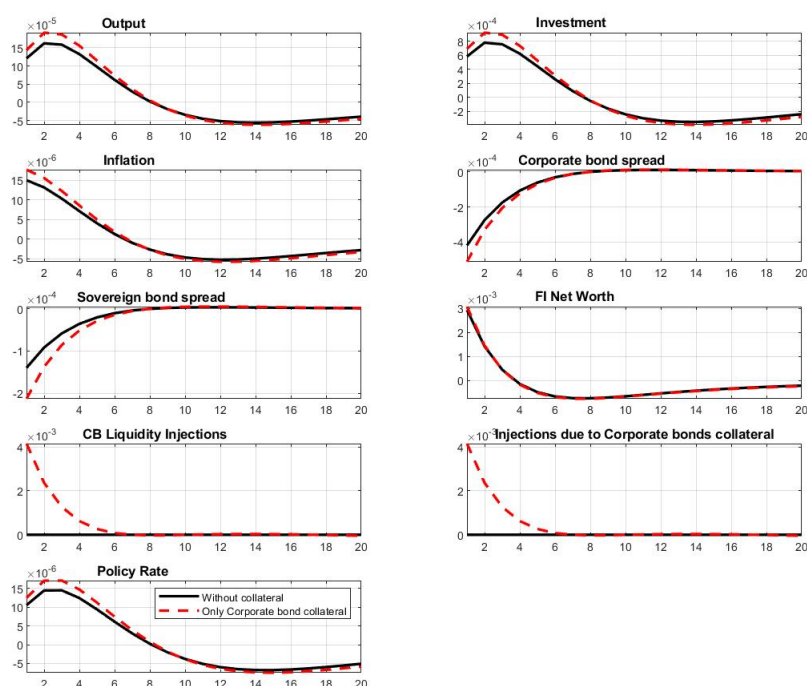 Output
×10⁻⁵
15
10
5
0
-5
2 4 6 8 10 12 14 16 18 20
Investment
×10⁻⁴
8
6
4
2
0
-2
2 4 6 8 10 12 14 16 18 20
Inflation
×10⁻⁶
15
10
5
0
-5
2 4 6 8 10 12 14 16 18 20
Corporate bond spread
×10⁻⁴
0
-2
-4
2 4 6 8 10 12 14 16 18 20
Sovereign bond spread
×10⁻⁴
0
-1
-2
2 4 6 8 10 12 14 16 18 20
FI Net Worth
×10⁻³
3
2
1
0
2 4 6 8 10 12 14 16 18 20
CB Liquidity Injections
×10⁻³
4
2
0
2 4 6 8 10 12 14 16 18 20
Injections due to Corporate bonds collateral
×10⁻³
4
2
0
2 4 6 8 10 12 14 16 18 20
Policy Rate
×10⁻⁶
15
10
5
0
-5
Without collateral
Only Corporate bond collateral
2 4 6 8 10 12 14 16 18 20